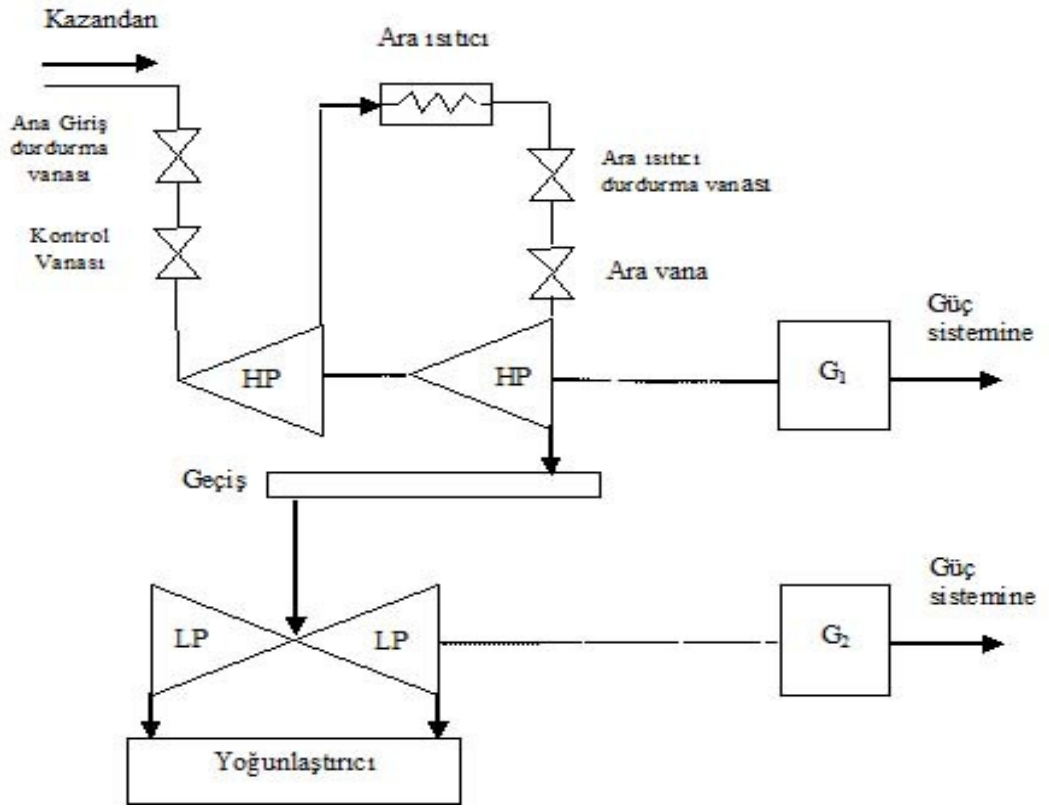 Kazandan
Ara ısıtıcı
Ana Giriş
durdurma
vanası
Ara ısıtıcı
durdurma vanası
Kontrol
Vanası
Ara vana
Güç
sistemine
HP
HP
G₁
Geçiş
Güç
sistemine
LP
LP
G₂
Yoğunlaştırıcı